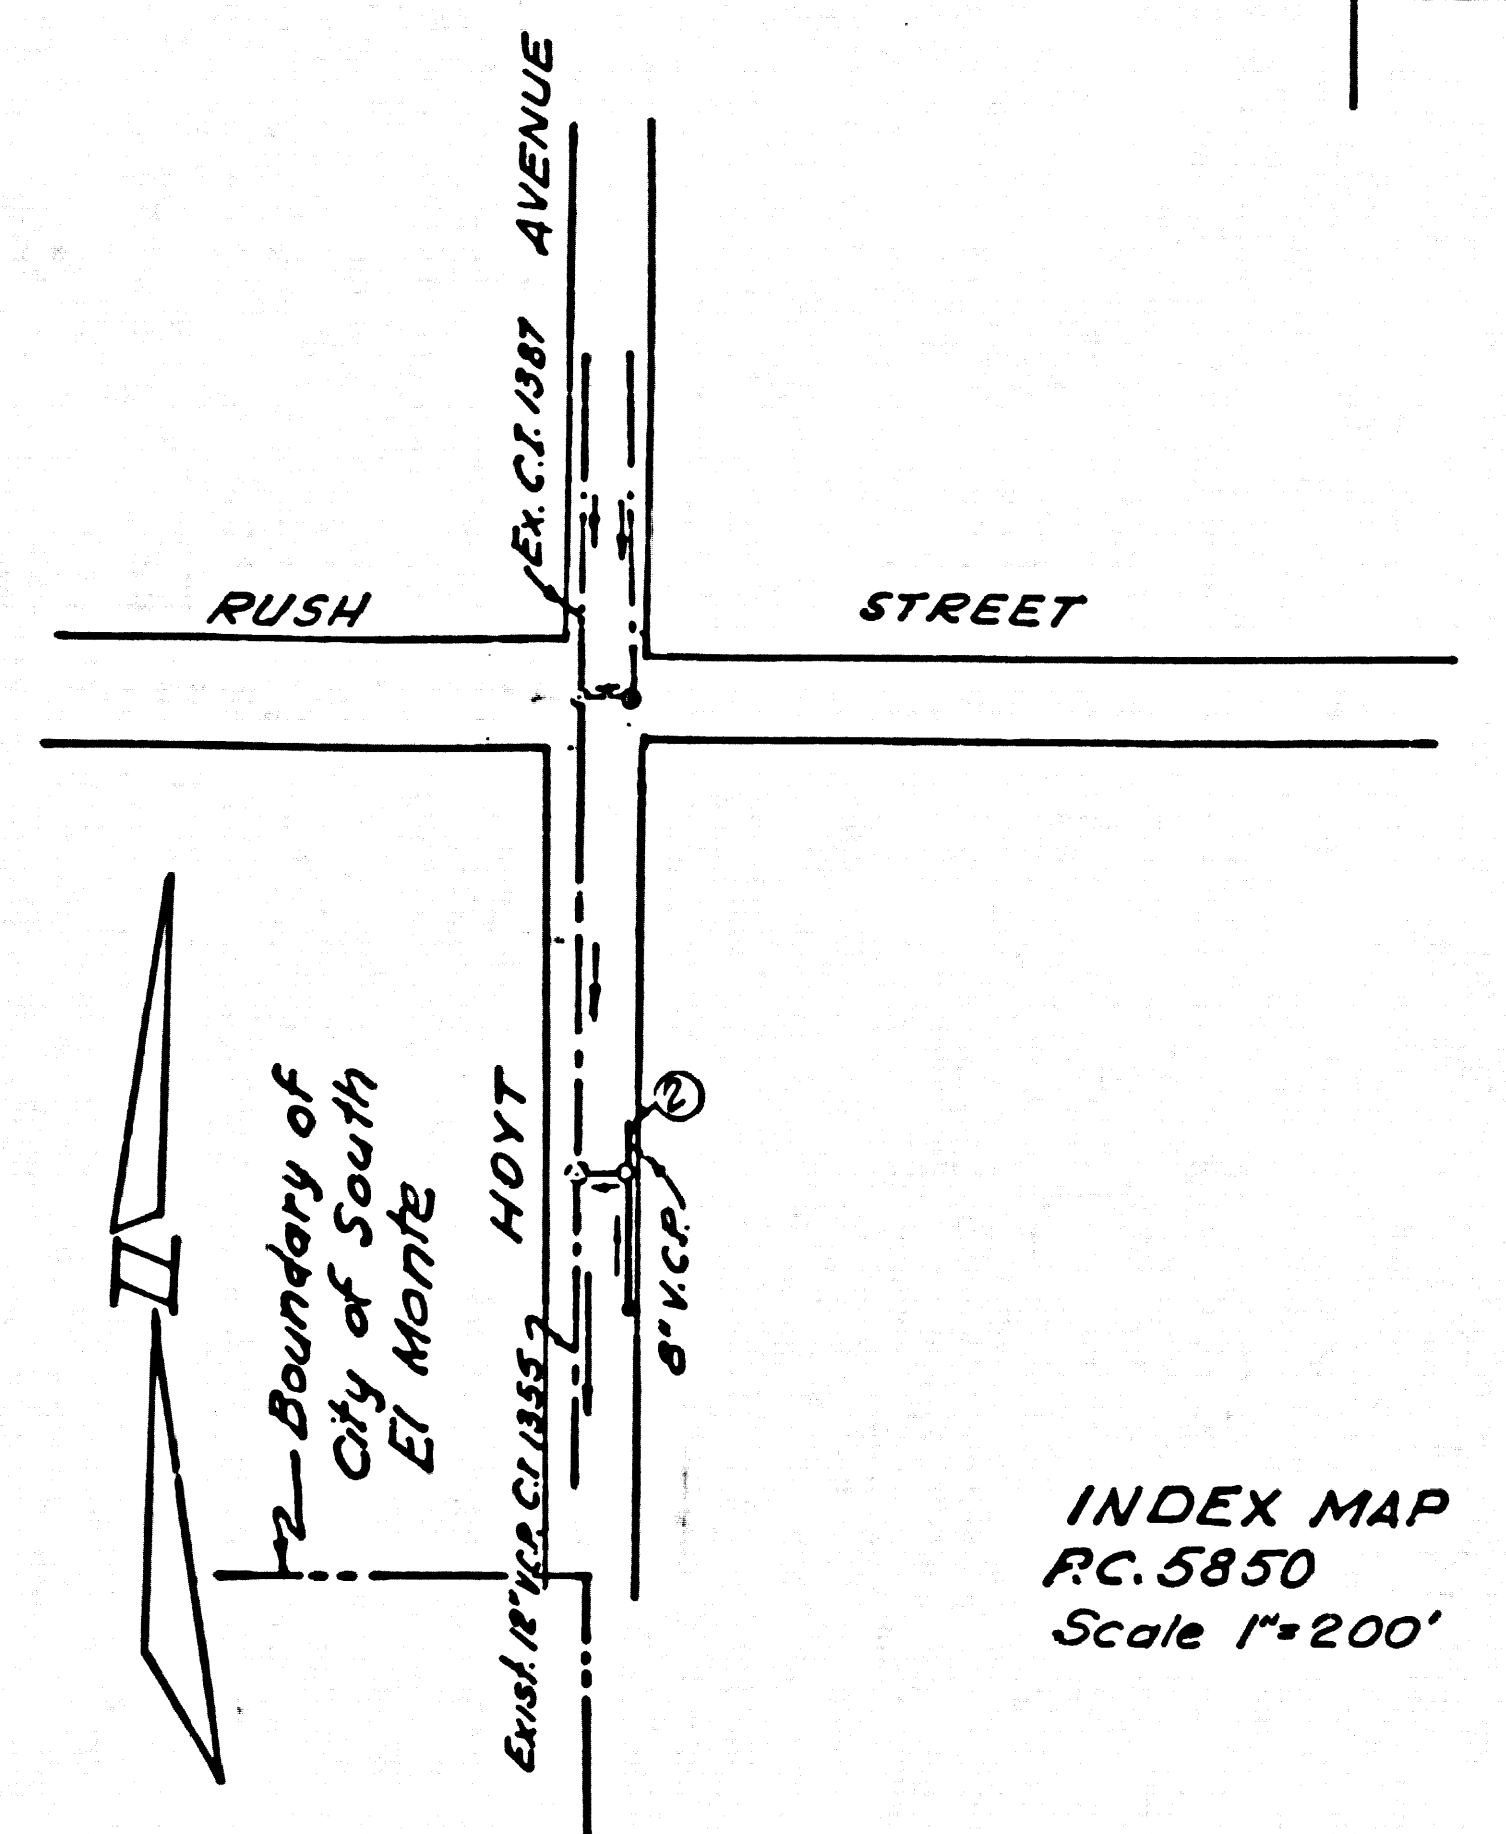 HOYT AVENUE
Ex. C.I. 1387
RUSH STREET
Boundary of
City of South
El Monte
Exist. 12" V.C.P. C.I. 1355
2
8" V.C.P.
N
INDEX MAP
P.C. 5850
Scale 1"=200'